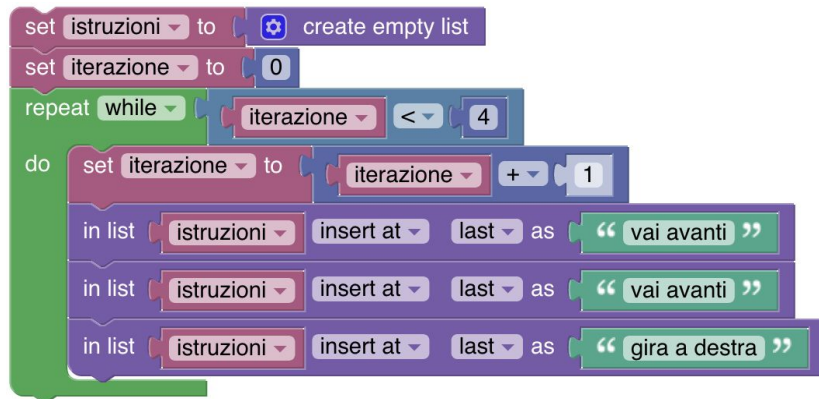 set istruzioni to create empty list
set iterazione to 0
repeat while iterazione < 4
do set iterazione to iterazione + 1
in list istruzioni insert at last as “ vai avanti ”
in list istruzioni insert at last as “ vai avanti ”
in list istruzioni insert at last as “ gira a destra ”